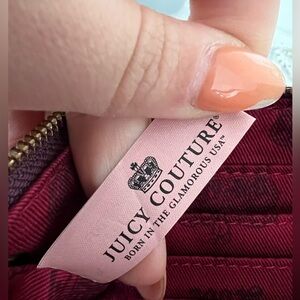 JUICY COUTURE®
BORN IN THE GLAMOROUS USA™